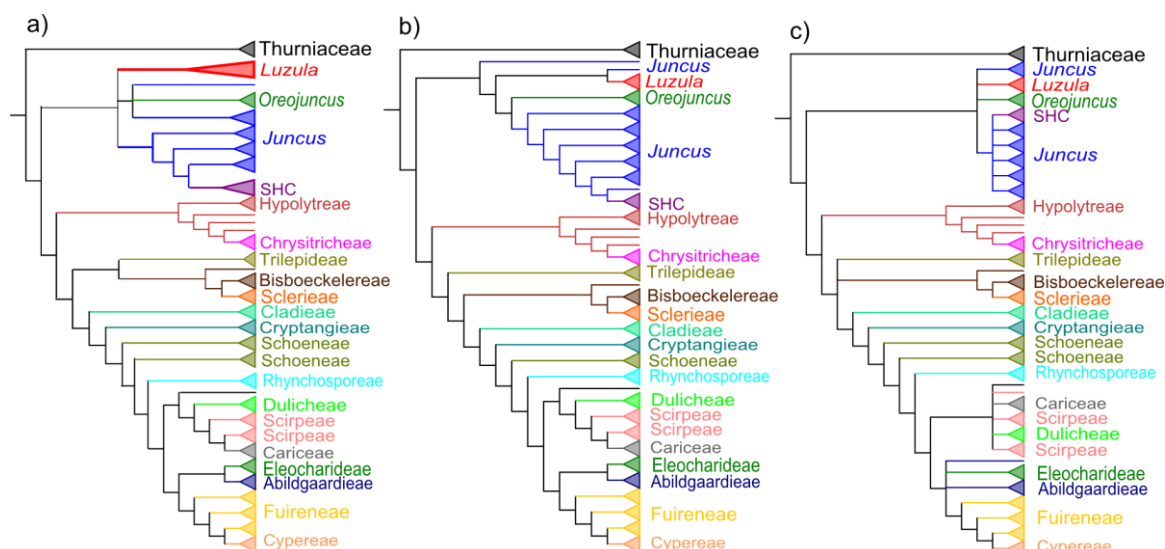 a)
Thurniaceae
Luzula
Oreojuncus
Juncus
SHC
Hypolytreae
Chrysitricheae
Trilepideae
Bisboeckelereae
Sclerieae
Cladieae
Cryptangieae
Schoeneae
Schoeneae
Rhynchosporeae
Dulicheae
Scirpeae
Scirpeae
Cariceae
Eleocharideae
Abildgaardieae
Fuireneae
Cypereae
b)
Thurniaceae
Juncus
Luzula
Oreojuncus
Juncus
SHC
Hypolytreae
Chrysitricheae
Trilepideae
Bisboeckelereae
Sclerieae
Cladieae
Cryptangieae
Schoeneae
Rhynchosporeae
Dulicheae
Scirpeae
Scirpeae
Cariceae
Eleocharideae
Abildgaardieae
Fuireneae
Cypereae
c)
Thurniaceae
Juncus
Luzula
Oreojuncus
SHC
Juncus
Hypolytreae
Chrysitricheae
Trilepideae
Bisboeckelereae
Sclerieae
Cladieae
Cryptangieae
Schoeneae
Schoeneae
Rhynchosporeae
Cariceae
Scirpeae
Dulicheae
Scirpeae
Eleocharideae
Abildgaardieae
Fuireneae
Cypereae